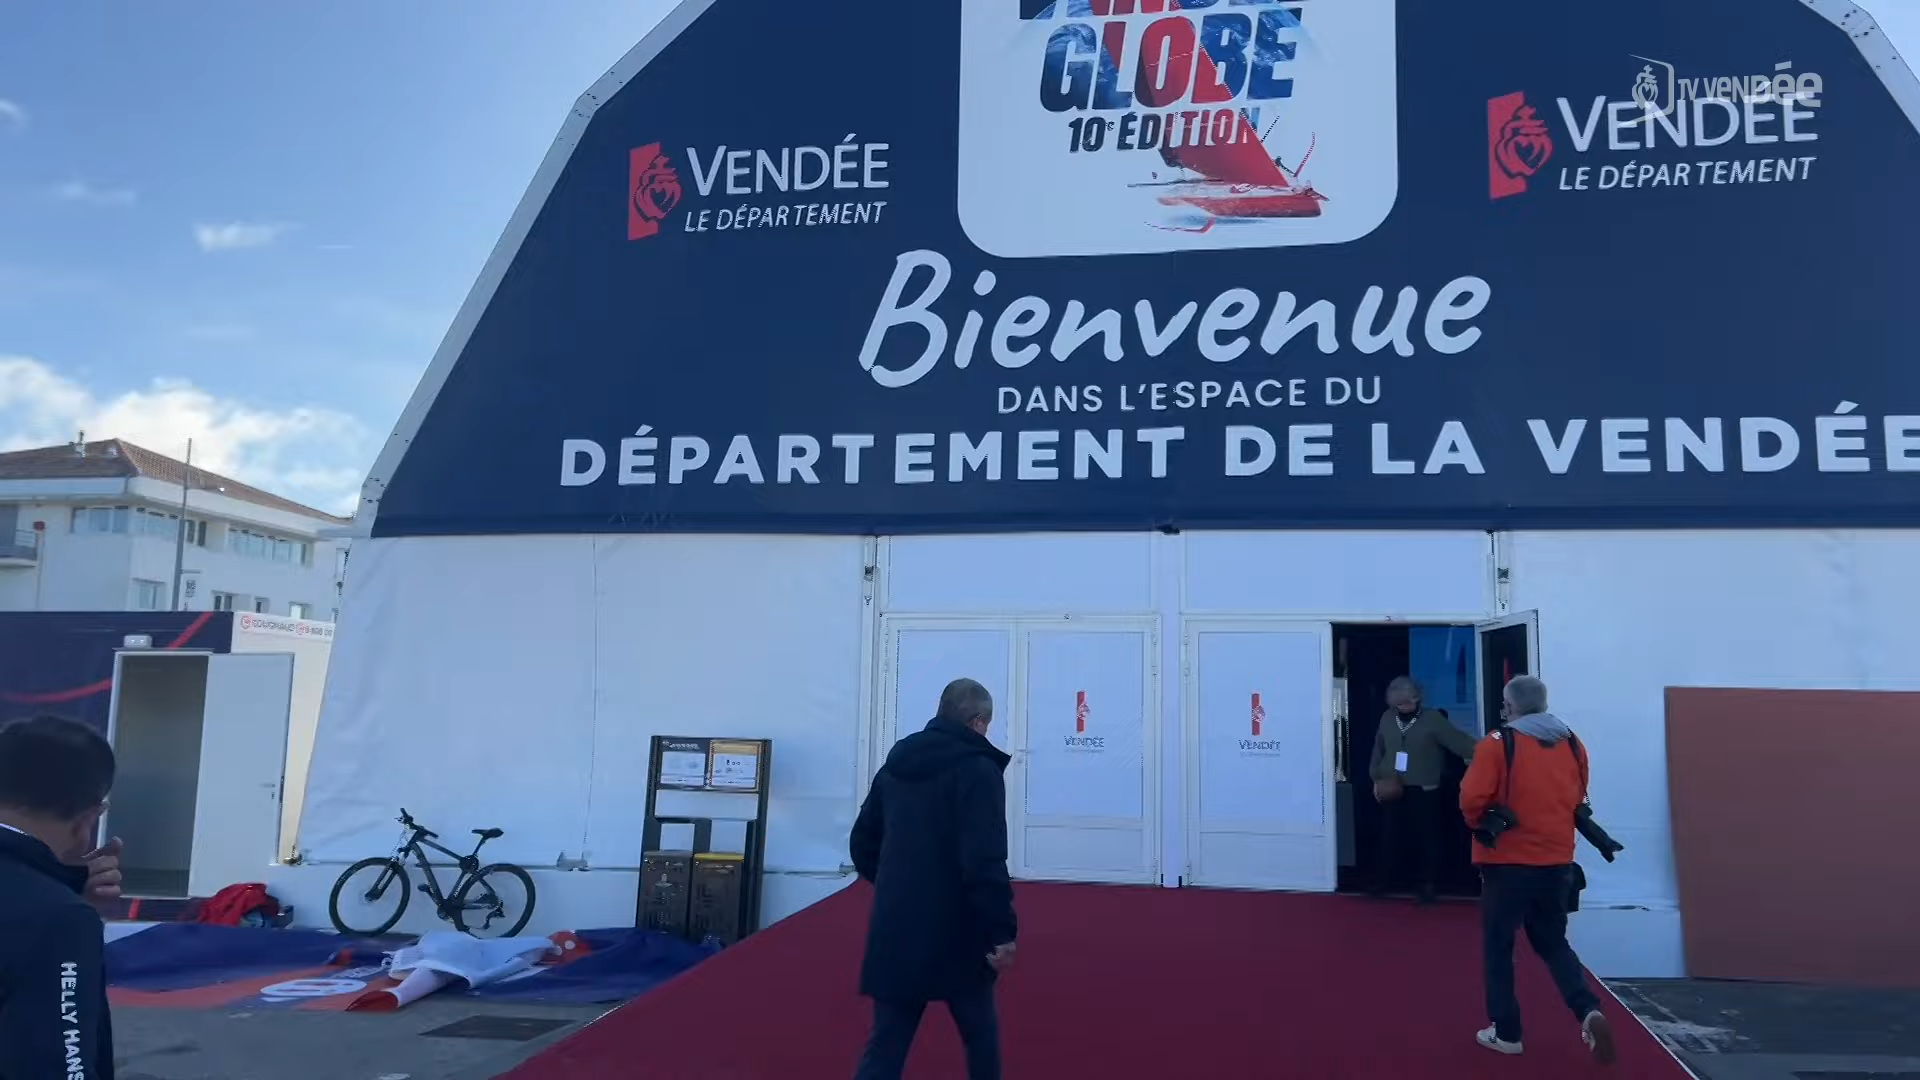 GLOBE
10e ÉDITION
TV VENDÉE
VENDÉE
LE DÉPARTEMENT
VENDÉE
LE DÉPARTEMENT
Bienvenue
DANS L'ESPACE DU
DÉPARTEMENT DE LA VENDÉE
COUGNAUD
VENDÉE
VENDÉE
HELLY HANS